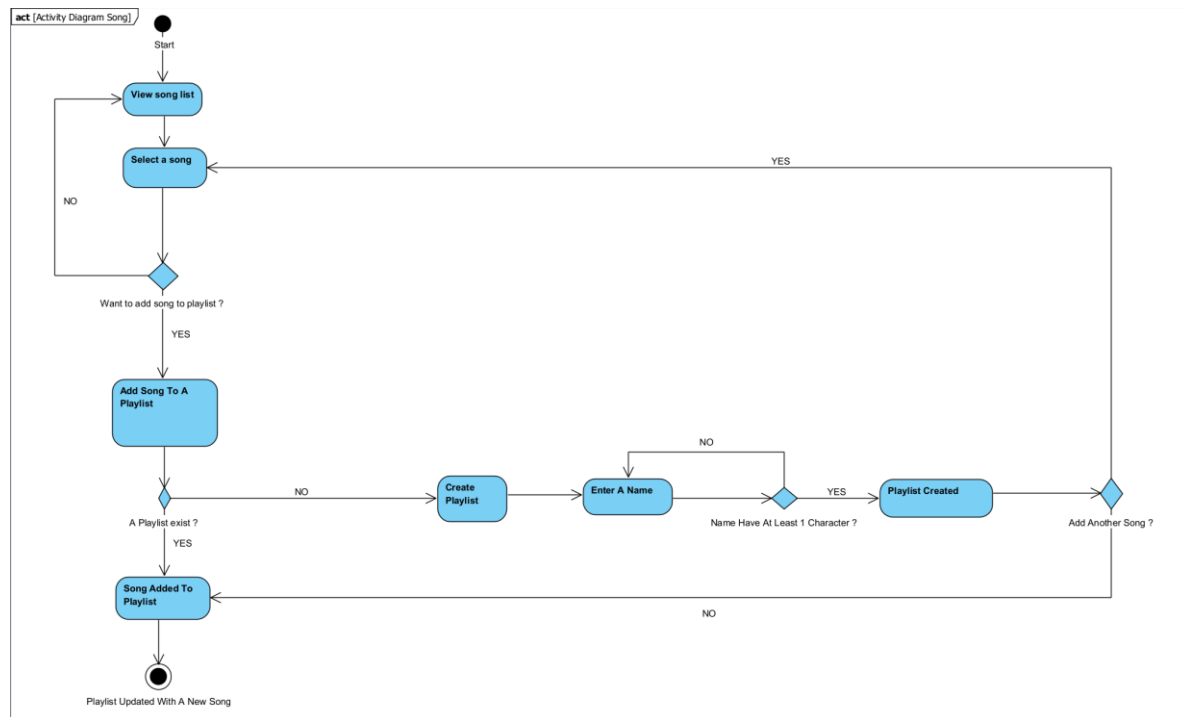 act [Activity Diagram Song]
Start
View song list
Select a song
YES
NO
Want to add song to playlist ?
YES
Add Song To A
Playlist
NO
A Playlist exist ?
YES
Create
Playlist
Enter A Name
NO
Name Have At Least 1 Character ?
YES
Playlist Created
Add Another Song ?
NO
Song Added To
Playlist
Playlist Updated With A New Song